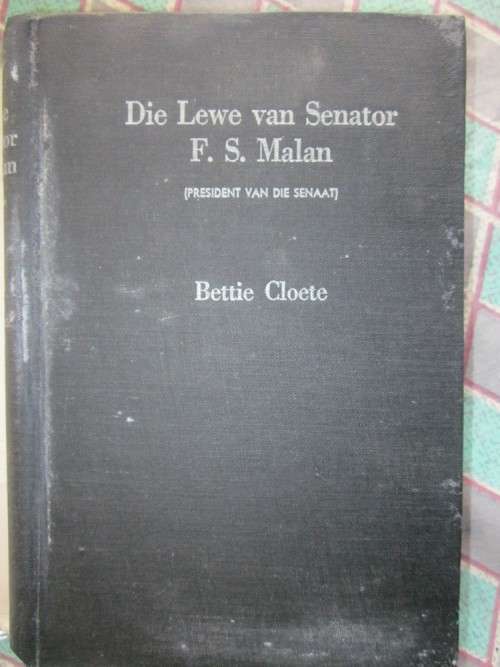 Die Lewe van Senator
F. S. Malan
(PRESIDENT VAN DIE SENAAT)
Bettie Cloete